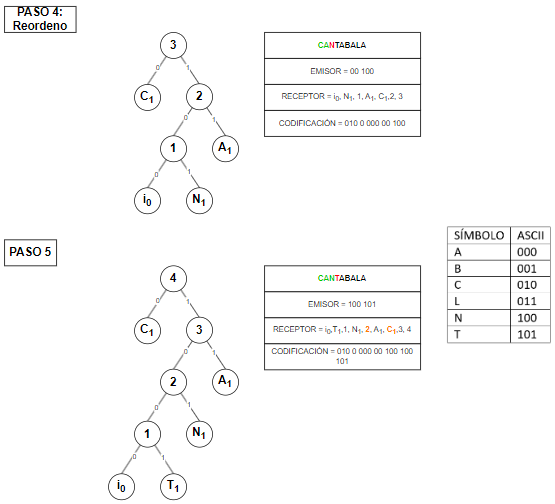 PASO 4:
Reordeno
3
0 1
C1
2
0 1
1
A1
0 1
i0
N1
CANTABALA
EMISOR = 00 100
RECEPTOR = i0, N1, 1, A1, C1,2, 3
CODIFICACIÓN = 010 0 000 00 100
PASO 5
4
0 1
C1
3
0 1
2
A1
0 1
1
N1
0 1
i0
T1
CANTABALA
EMISOR = 100 101
RECEPTOR = i0,T1,1, N1, 2, A1, C1,3, 4
CODIFICACIÓN = 010 0 000 00 100 100
101
SÍMBOLO ASCII
A 000
B 001
C 010
L 011
N 100
T 101